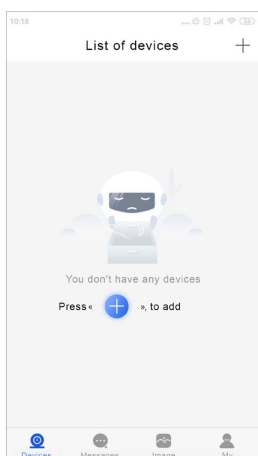 10:18
List of devices
You don't have any devices
Press « », to add
Devices Messages Image My